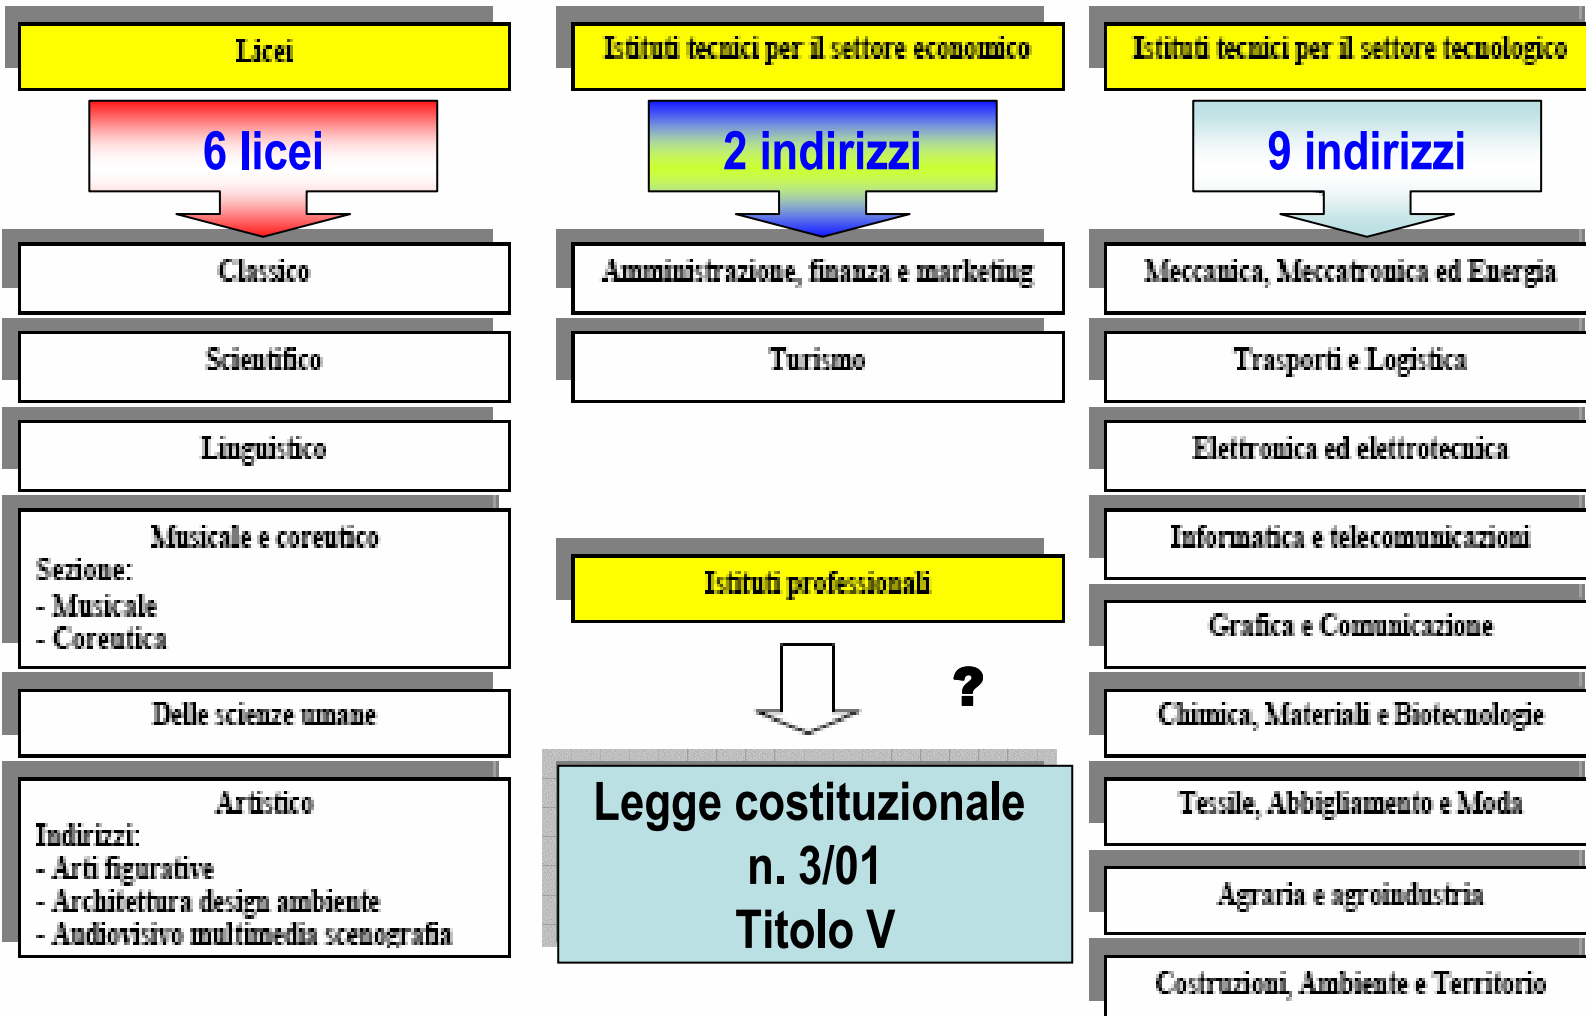 Licei
6 licei
Classico
Scientifico
Linguistico
Musicale e coreutico
Sezione:
- Musicale
- Coreutica
Delle scienze umane
Artistico
Indirizzi:
- Arti figurative
- Architettura design ambiente
- Audiovisivo multimedia scenografia
Istituti tecnici per il settore economico
2 indirizzi
Amministrazione, finanza e marketing
Turismo
Istituti professionali
?
Legge costituzionale
n. 3/01
Titolo V
Istituti tecnici per il settore tecnologico
9 indirizzi
Meccanica, Meccatronica ed Energia
Trasporti e Logistica
Elettronica ed elettrotecnica
Informatica e telecomunicazioni
Grafica e Comunicazione
Chimica, Materiali e Biotecnologie
Tessile, Abbigliamento e Moda
Agraria e agroindustria
Costruzioni, Ambiente e Territorio